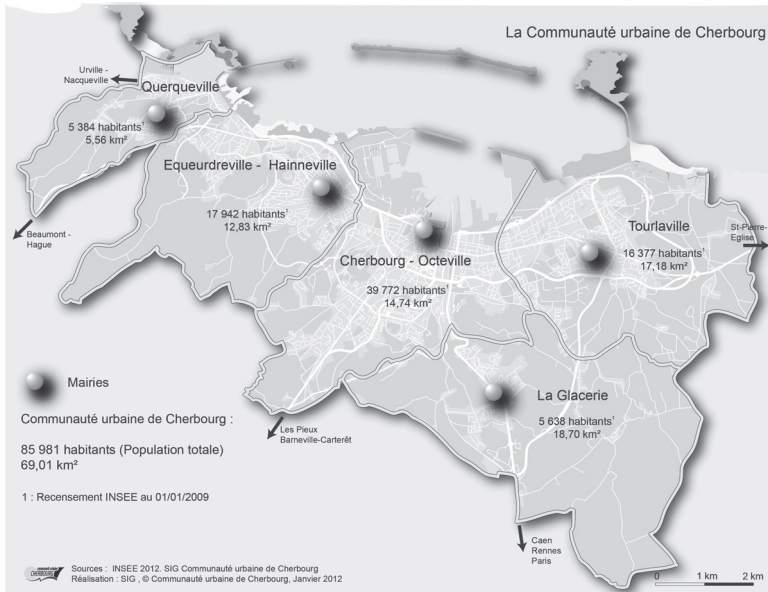 La Communauté urbaine de Cherbourg
Urville -
Nacqueville
Querqueville
5 384 habitants¹
5,56 km²
Equeurdreville - Hainneville
17 942 habitants¹
12,83 km²
Beaumont -
Hague
Cherbourg - Octeville
39 772 habitants¹
14,74 km²
Tourlaville
16 377 habitants¹
17,18 km²
St-Pierre-
Eglise
La Glacerie
5 638 habitants¹
18,70 km²
Mairies
Communauté urbaine de Cherbourg :
85 981 habitants (Population totale)
69,01 km²
1 : Recensement INSEE au 01/01/2009
Les Pieux
Barneville-Carterêt
Caen
Rennes
Paris
CHERBOURG
Sources : INSEE 2012. SIG Communauté urbaine de Cherbourg
Réalisation : SIG , © Communauté urbaine de Cherbourg, Janvier 2012
0 1 km 2 km